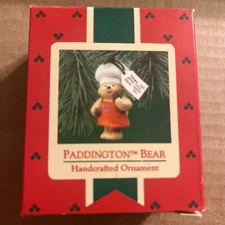 PADDINGTON™ BEAR
Handcrafted Ornament